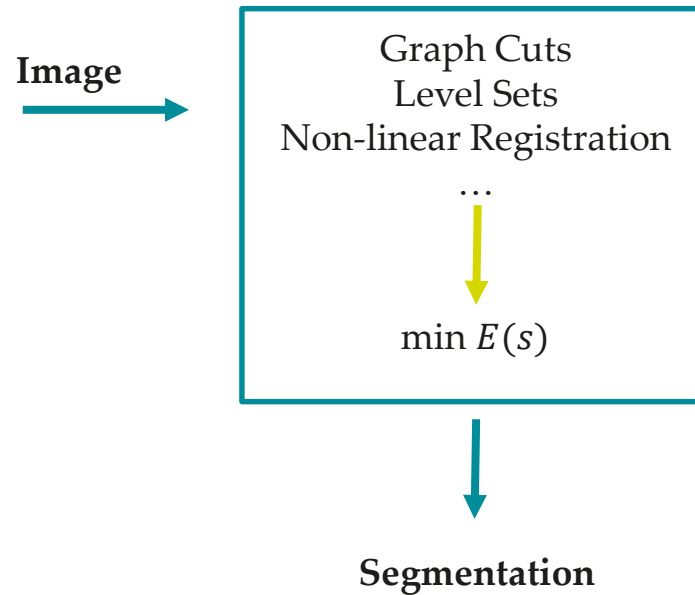 Image
Graph Cuts
Level Sets
Non-linear Registration
...
min E(s)
Segmentation